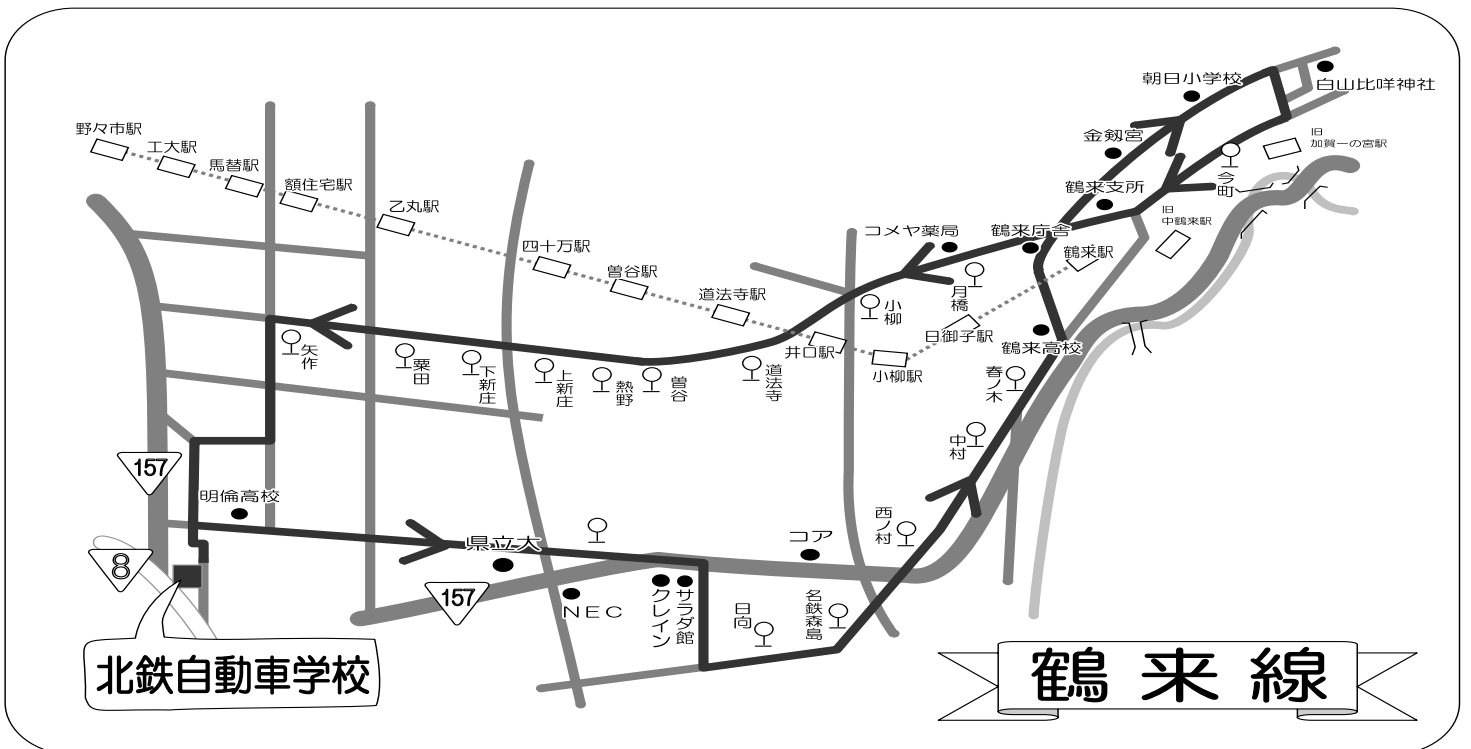 朝日小学校
白山比咩神社
金剱宮
旧
加賀一の宮駅
今町
鶴来支所
旧
中鶴来駅
野々市駅
工大駅
馬替駅
額住宅駅
乙丸駅
四十万駅
曽谷駅
道法寺駅
井口駅
小柳駅
日御子駅
鶴来駅
コメヤ薬局
鶴来庁舎
月橋
小柳
鶴来高校
矢作
粟田
下新庄
上新庄
熱野
曽谷
道法寺
春ノ木
中村
西ノ村
157
明倫高校
8
県立大
コア
157
NEC
クレイン
サラダ館
日向
名鉄森島
北鉄自動車学校
鶴来線